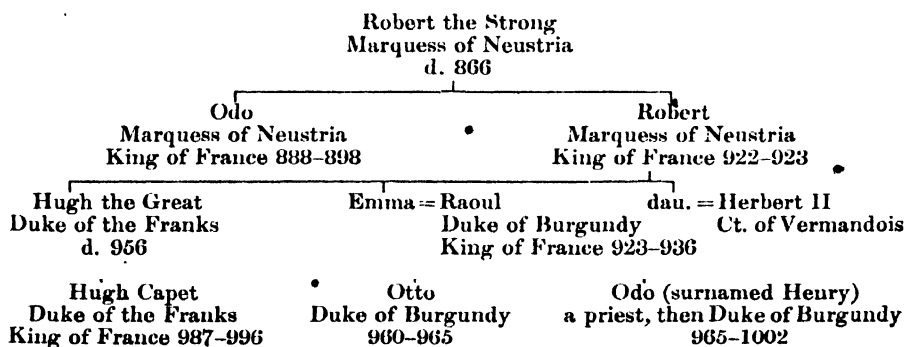 Robert the Strong
Marquess of Neustria
d. 866
Odo
Marquess of Neustria
King of France 888–898
Robert
Marquess of Neustria
King of France 922–923
Hugh the Great
Duke of the Franks
d. 956
Emma = Raoul
Duke of Burgundy
King of France 923–936
dau. = Herbert II
Ct. of Vermandois
Hugh Capet
Duke of the Franks
King of France 987–996
Otto
Duke of Burgundy
960–965
Odo (surnamed Henry)
a priest, then Duke of Burgundy
965–1002